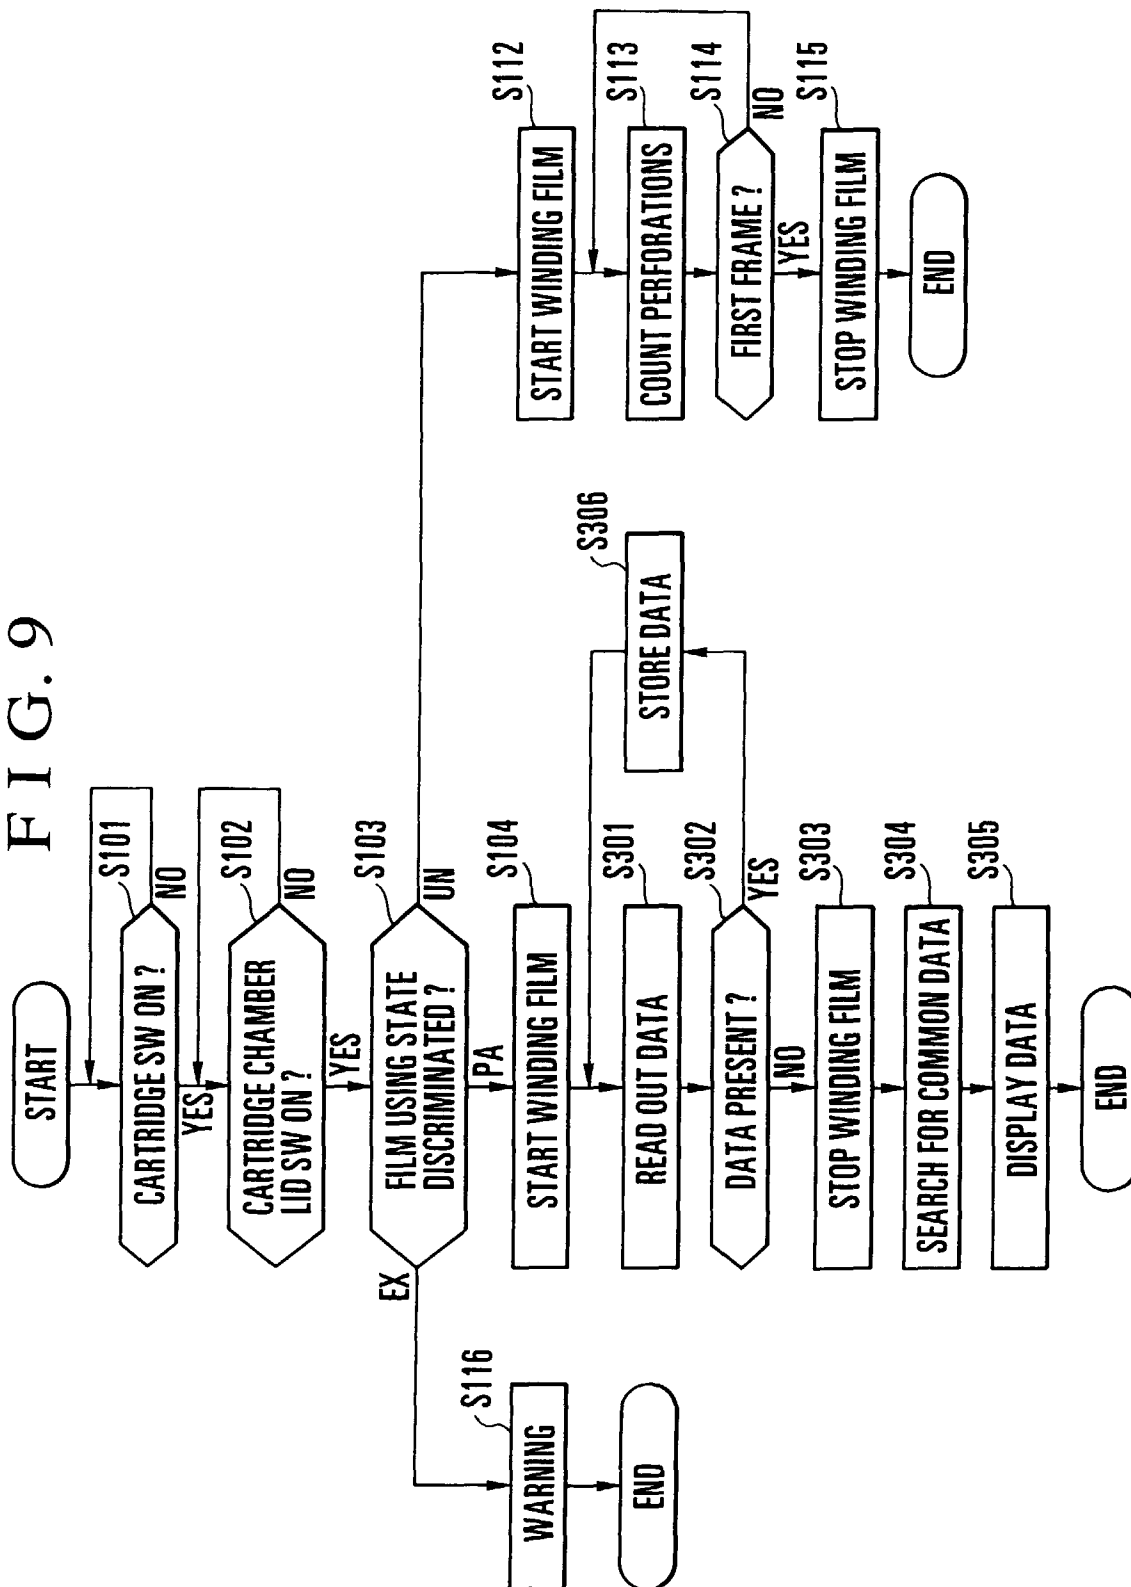 FIG. 9
START
CARTRIDGE SW ON ?
S101
NO
YES
CARTRIDGE CHAMBER
LID SW ON ?
S102
NO
YES
FILM USING STATE
DISCRIMINATED ?
S103
EX
PA
UN
WARNING
S116
END
START WINDING FILM
S104
READ OUT DATA
S301
DATA PRESENT ?
S302
YES
NO
STORE DATA
S306
STOP WINDING FILM
S303
SEARCH FOR COMMON DATA
S304
DISPLAY DATA
S305
END
START WINDING FILM
S112
COUNT PERFORATIONS
S113
FIRST FRAME ?
S114
NO
YES
STOP WINDING FILM
S115
END